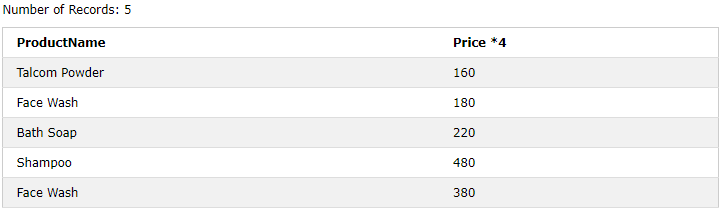 Number of Records: 5
ProductName Price *4
Talcom Powder 160
Face Wash 180
Bath Soap 220
Shampoo 480
Face Wash 380